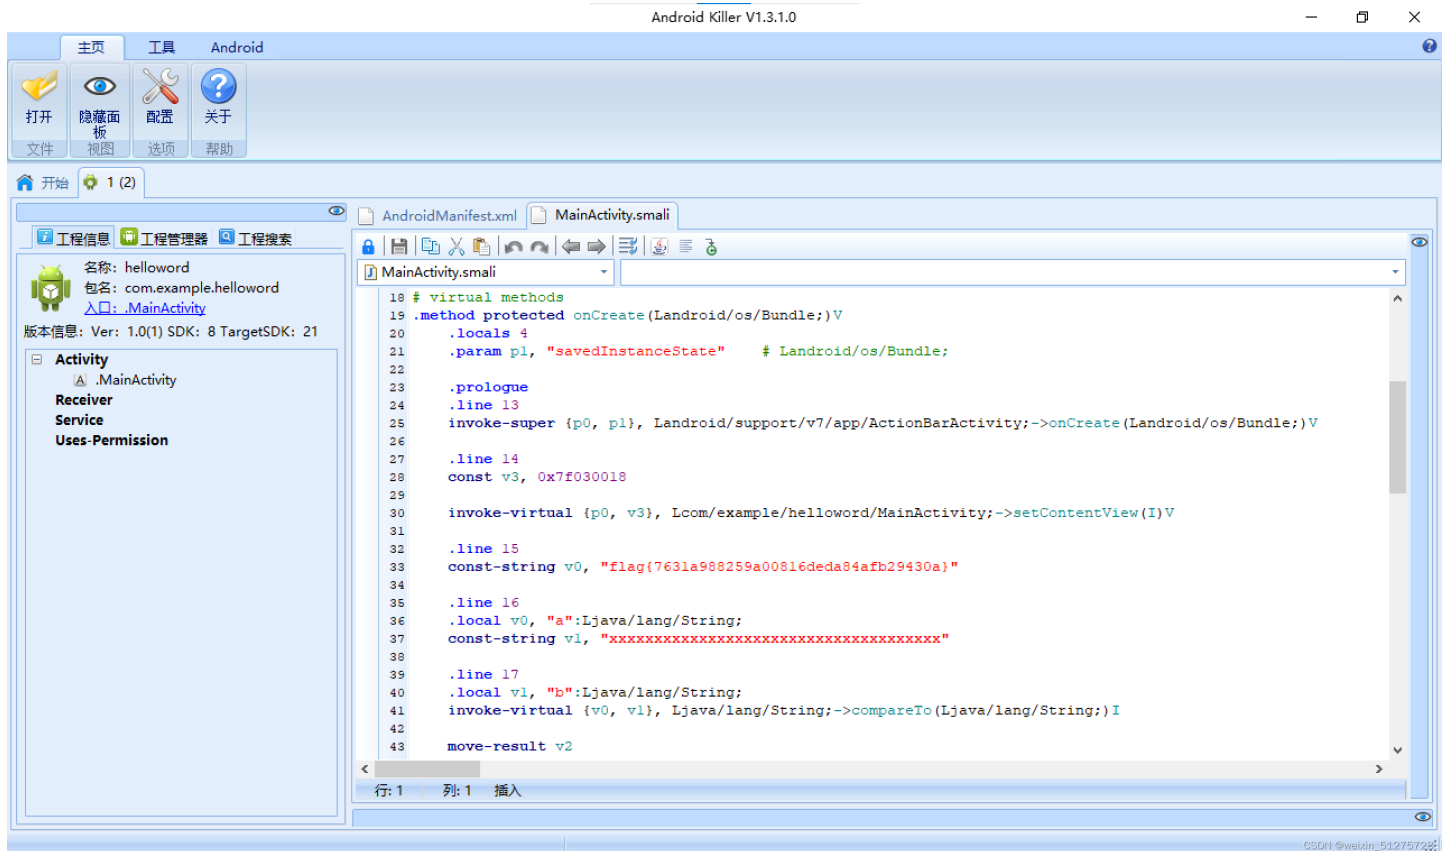 Android Killer V1.3.1.0
主页 工具 Android
打开 隐藏面板 配置 关于
文件 视图 选项 帮助
开始 1 (2)
工程信息 工程管理器 工程搜索
名称: helloword
包名: com.example.helloword
入口: .MainActivity
版本信息: Ver: 1.0(1) SDK: 8 TargetSDK: 21
Activity
A .MainActivity
Receiver
Service
Uses-Permission
AndroidManifest.xml MainActivity.smali
MainActivity.smali
18 # virtual methods
19 .method protected onCreate(Landroid/os/Bundle;)V
20 .locals 4
21 .param p1, "savedInstanceState" # Landroid/os/Bundle;
22
23 .prologue
24 .line 13
25 invoke-super {p0, p1}, Landroid/support/v7/app/ActionBarActivity;->onCreate(Landroid/os/Bundle;)V
26
27 .line 14
28 const v3, 0x7f030018
29
30 invoke-virtual {p0, v3}, Lcom/example/helloword/MainActivity;->setContentView(I)V
31
32 .line 15
33 const-string v0, "flag{7631a988259a00816deda84afb29430a}"
34
35 .line 16
36 .local v0, "a":Ljava/lang/String;
37 const-string v1, "xxxxxxxxxxxxxxxxxxxxxxxxxxxxxxxxxxxxx"
38
39 .line 17
40 .local v1, "b":Ljava/lang/String;
41 invoke-virtual {v0, v1}, Ljava/lang/String;->compareTo(Ljava/lang/String;)I
42
43 move-result v2
行: 1 列: 1 插入
CSDN @weixin_51275728